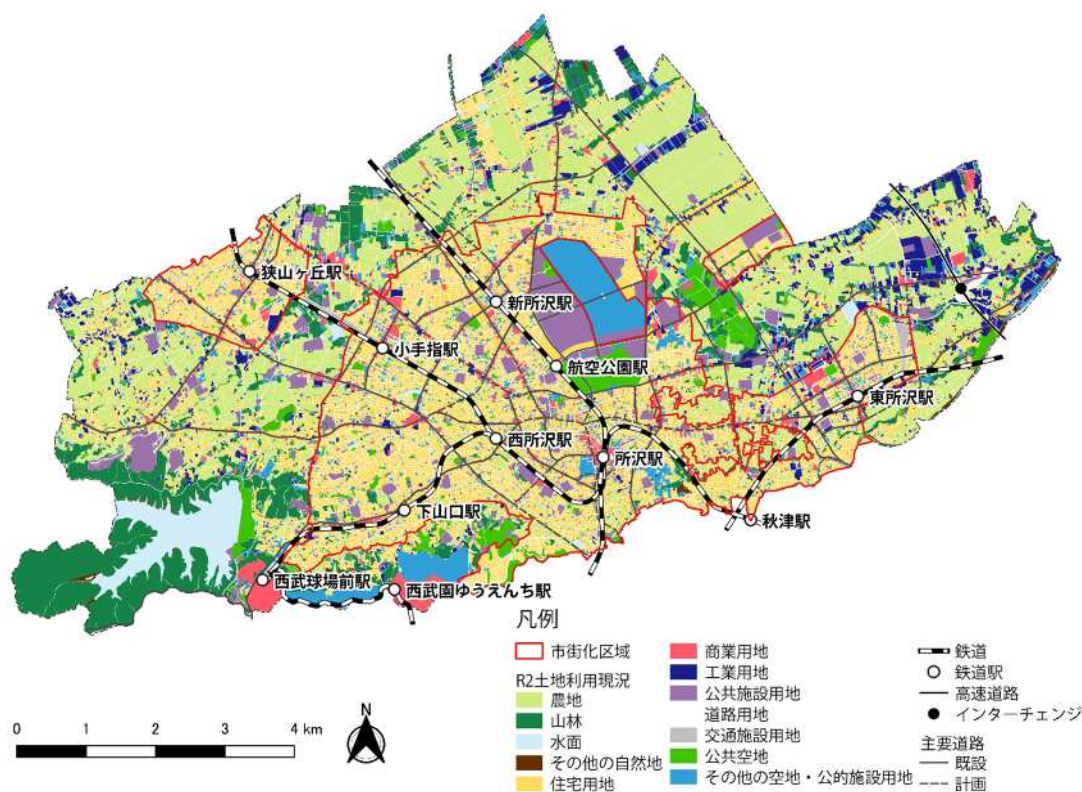 狭山ヶ丘駅
新所沢駅
小手指駅
航空公園駅
東所沢駅
西所沢駅
所沢駅
下山口駅
秋津駅
西武球場前駅
西武園ゆうえんち駅
凡例
市街化区域
R2土地利用現況
農地
山林
水面
その他の自然地
住宅用地
商業用地
工業用地
公共施設用地
道路用地
交通施設用地
公共空地
その他の空地・公的施設用地
鉄道
鉄道駅
高速道路
インターチェンジ
主要道路
既設
計画
0 1 2 3 4 km
N